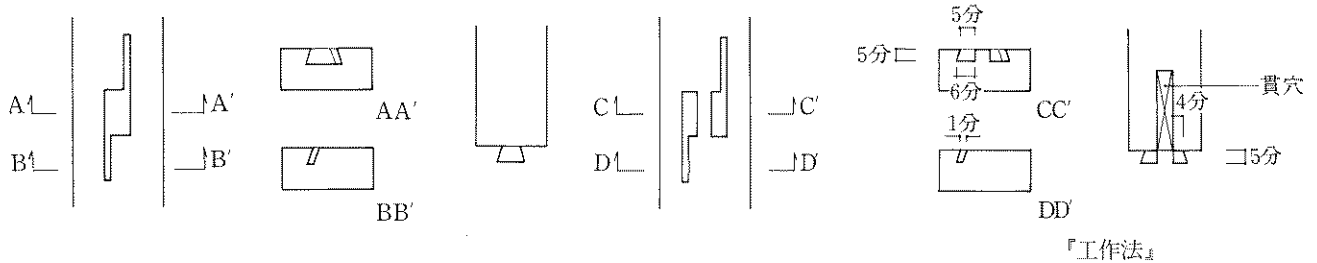 A A′
B B′
AA′
BB′
C C′
D D′
5分
5分
6分
CC′
1分
DD′
貫穴
4分
5分
『工作法』